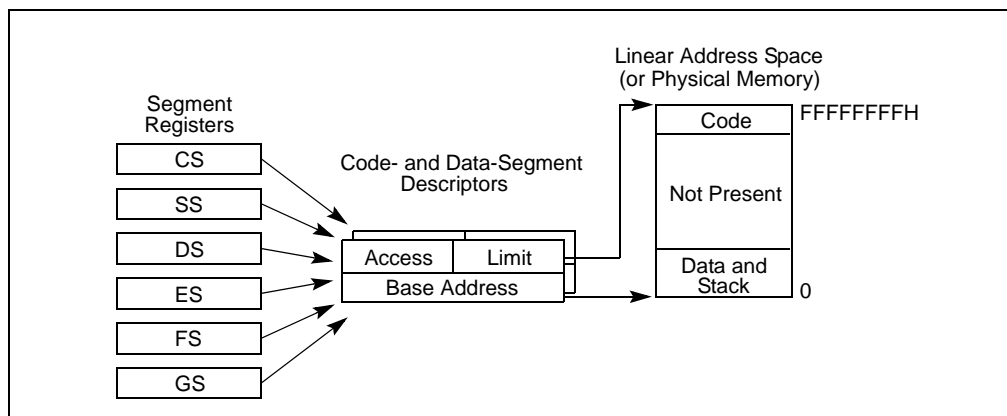 Linear Address Space
(or Physical Memory)
Segment
Registers
Code
FFFFFFFFH
CS
Code- and Data-Segment
Descriptors
SS
Not Present
DS
Access
Limit
Data and
Stack
ES
Base Address
0
FS
GS